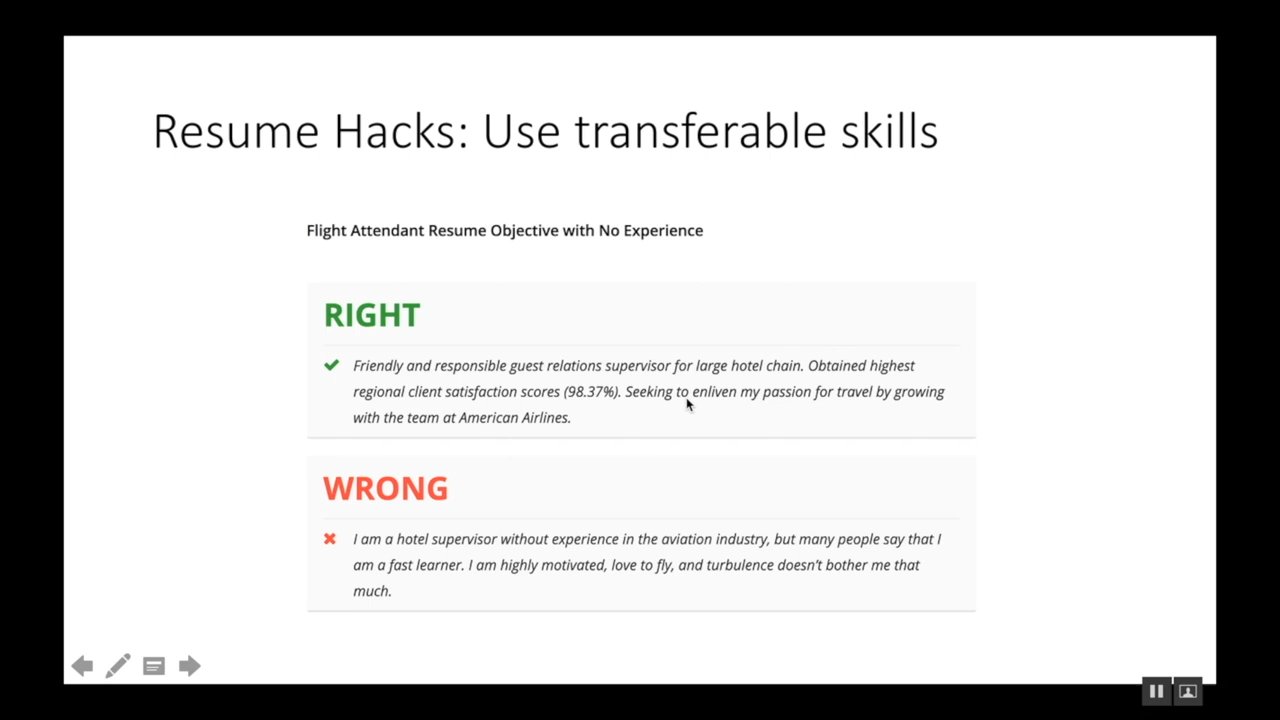 Resume Hacks: Use transferable skills
Flight Attendant Resume Objective with No Experience
RIGHT
Friendly and responsible guest relations supervisor for large hotel chain. Obtained highest
regional client satisfaction scores (98.37%). Seeking to enliven my passion for travel by growing
with the team at American Airlines.
WRONG
I am a hotel supervisor without experience in the aviation industry, but many people say that I
am a fast learner. I am highly motivated, love to fly, and turbulence doesn't bother me that
much.